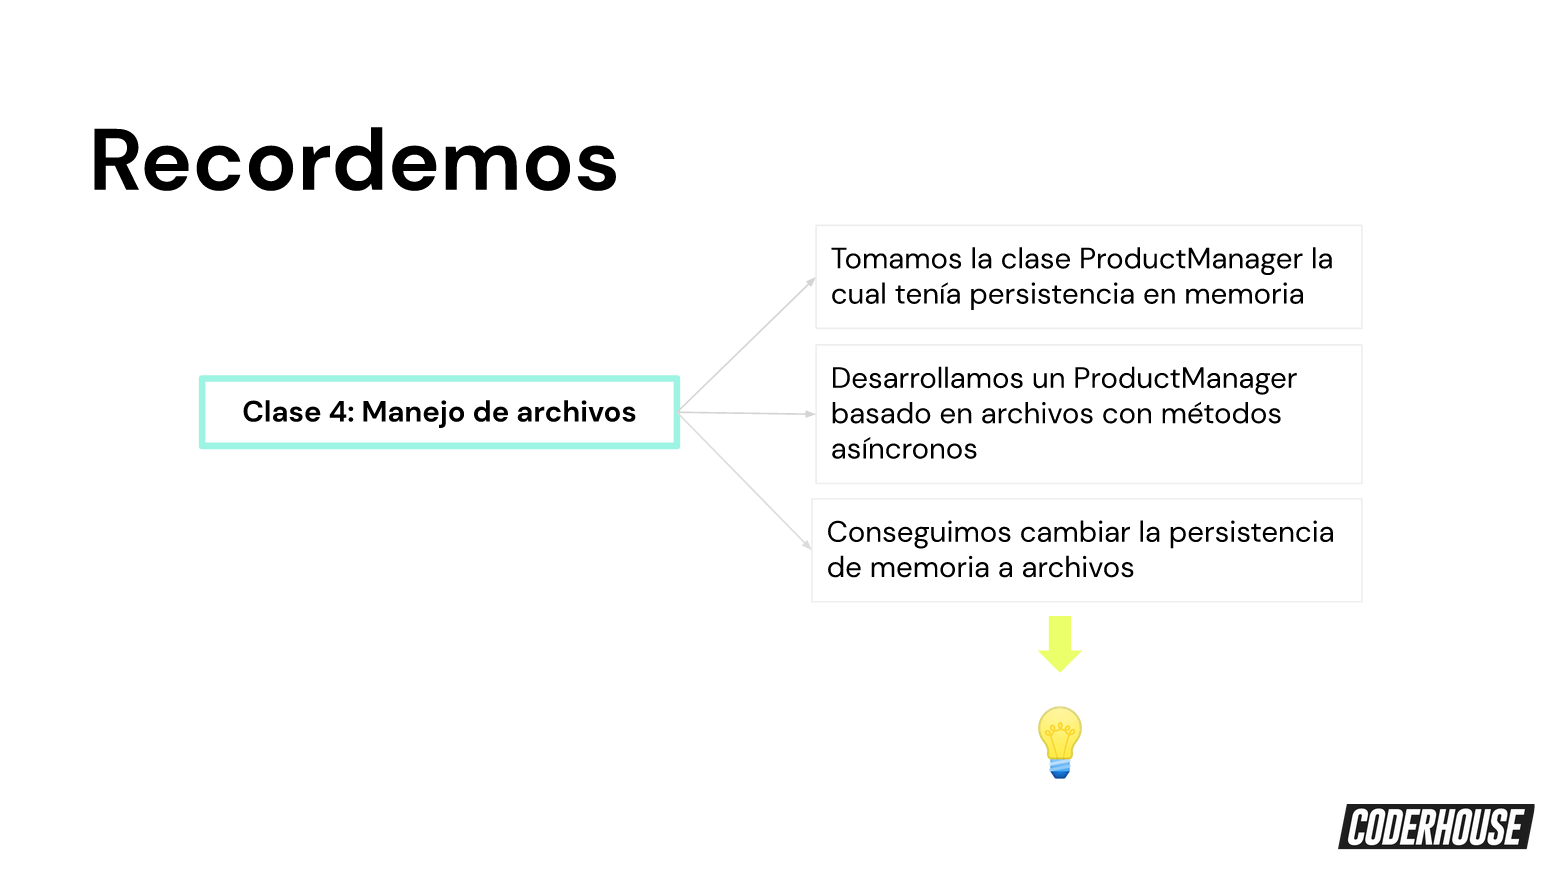 Recordemos
Clase 4: Manejo de archivos
Tomamos la clase ProductManager la
cual tenía persistencia en memoria
Desarrollamos un ProductManager
basado en archivos con métodos
asíncronos
Conseguimos cambiar la persistencia
de memoria a archivos
CODERHOUSE